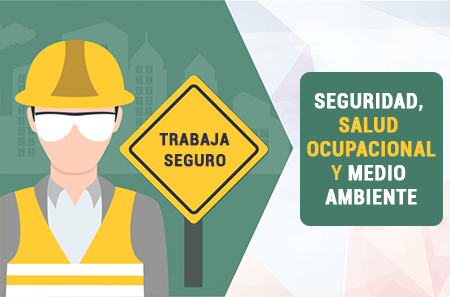 TRABAJA
SEGURO
SEGURIDAD,
SALUD
OCUPACIONAL
Y MEDIO
AMBIENTE